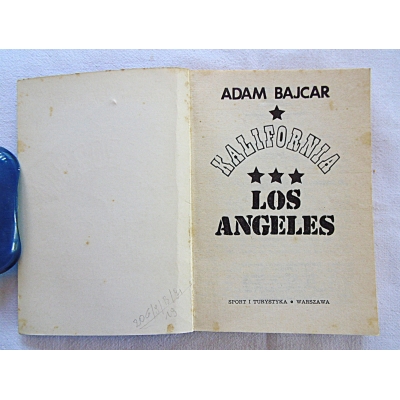 ADAM BAJCAR
KALIFORNIA
LOS
ANGELES
SPORT I TURYSTYKA • WARSZAWA